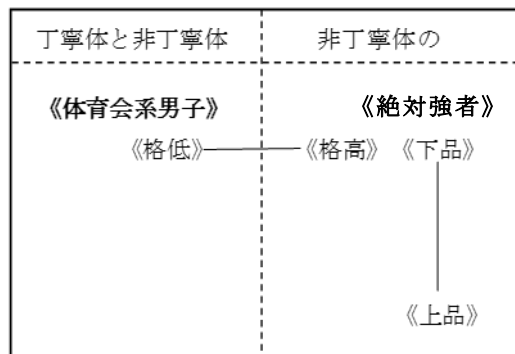 丁寧体と非丁寧体 非丁寧体の
《体育会系男子》 《絶対強者》
《格低》 《格高》 《下品》
《上品》